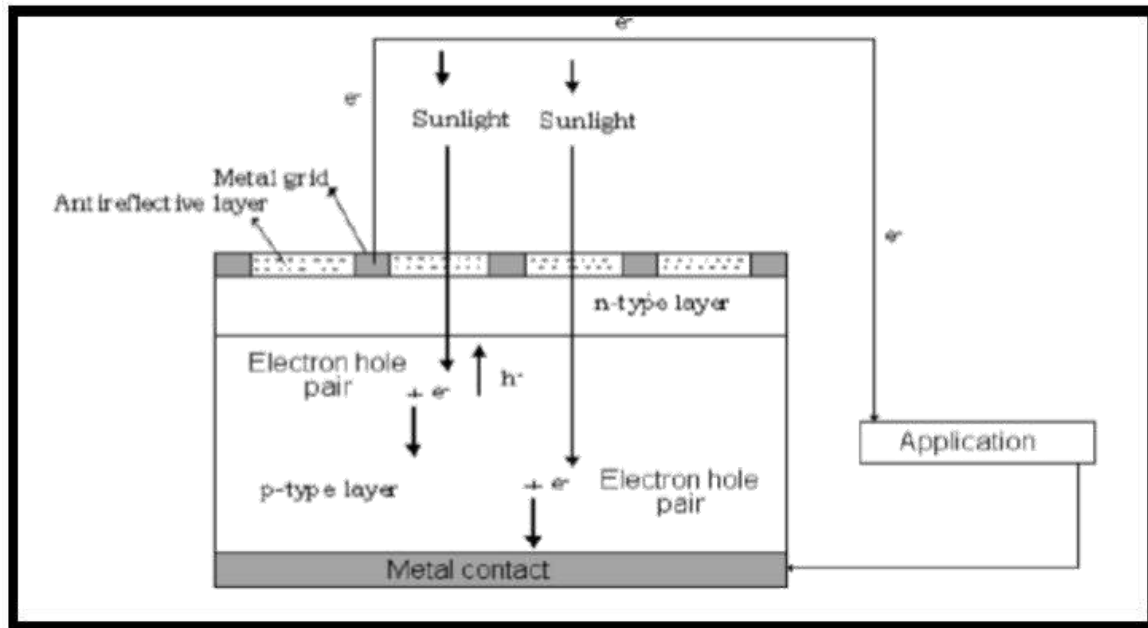 e-
e-
Sunlight Sunlight
Metal grid
Antireflective layer
e-
n-type layer
Electron hole
pair
h-
+ e-
Application
p-type layer
+ e-
Electron hole
pair
Metal contact